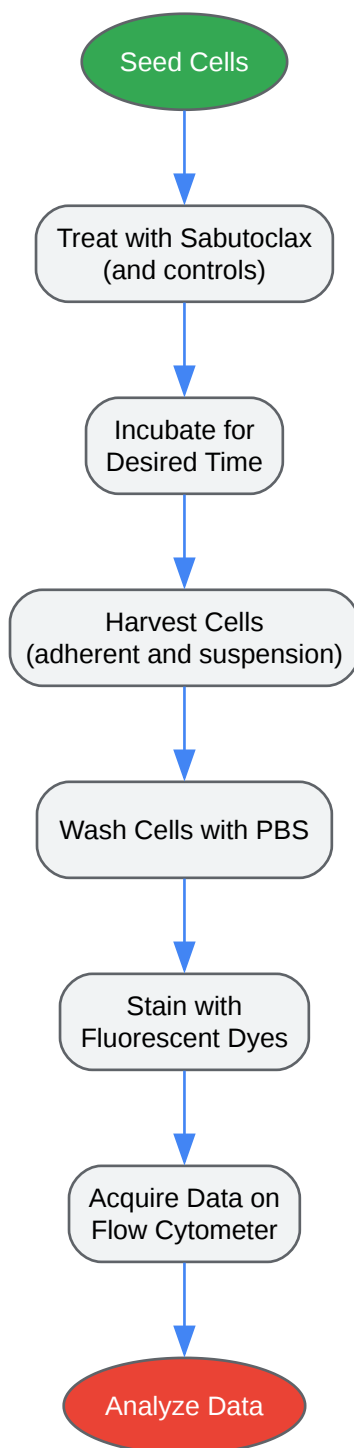 Seed Cells
Treat with Sabutoclax
(and controls)
Incubate for
Desired Time
Harvest Cells
(adherent and suspension)
Wash Cells with PBS
Stain with
Fluorescent Dyes
Acquire Data on
Flow Cytometer
Analyze Data